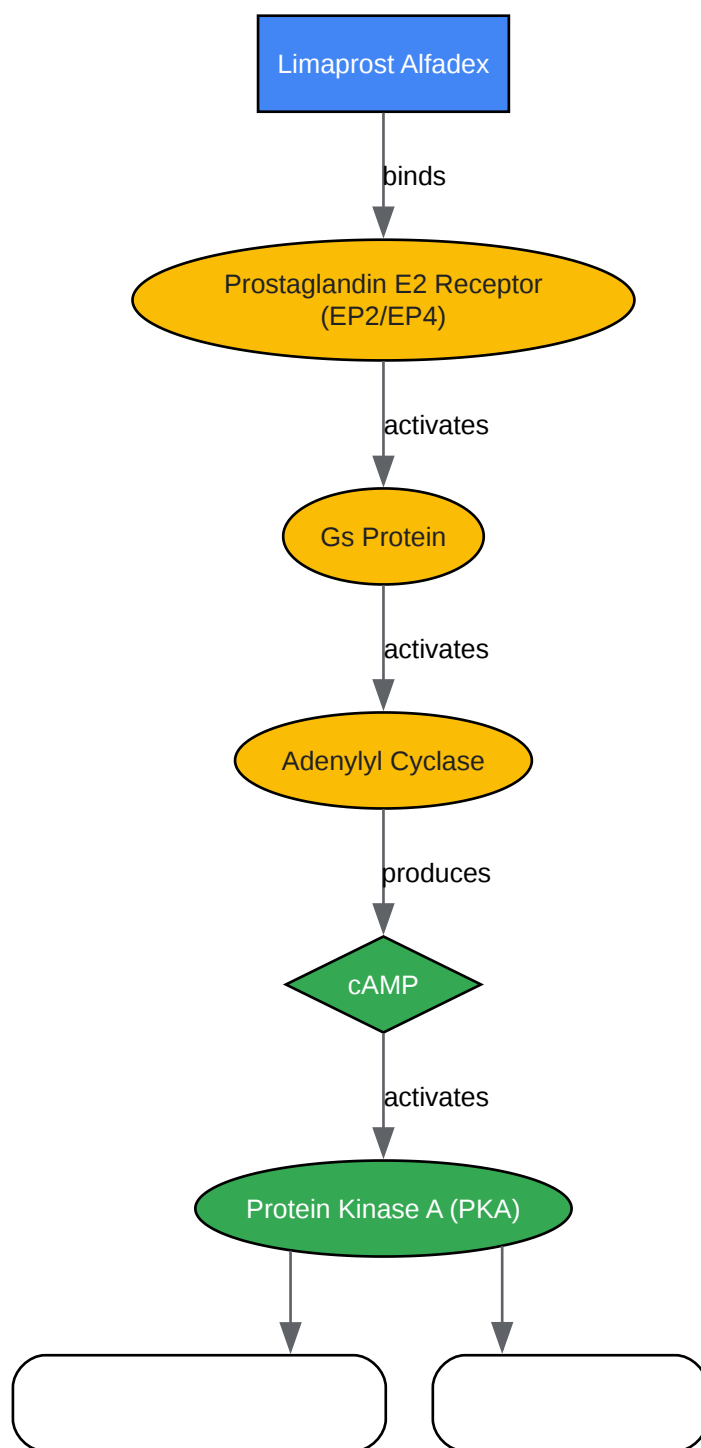 Limaprost Alfadex
binds
Prostaglandin E2 Receptor
(EP2/EP4)
activates
Gs Protein
activates
Adenylyl Cyclase
produces
cAMP
activates
Protein Kinase A (PKA)